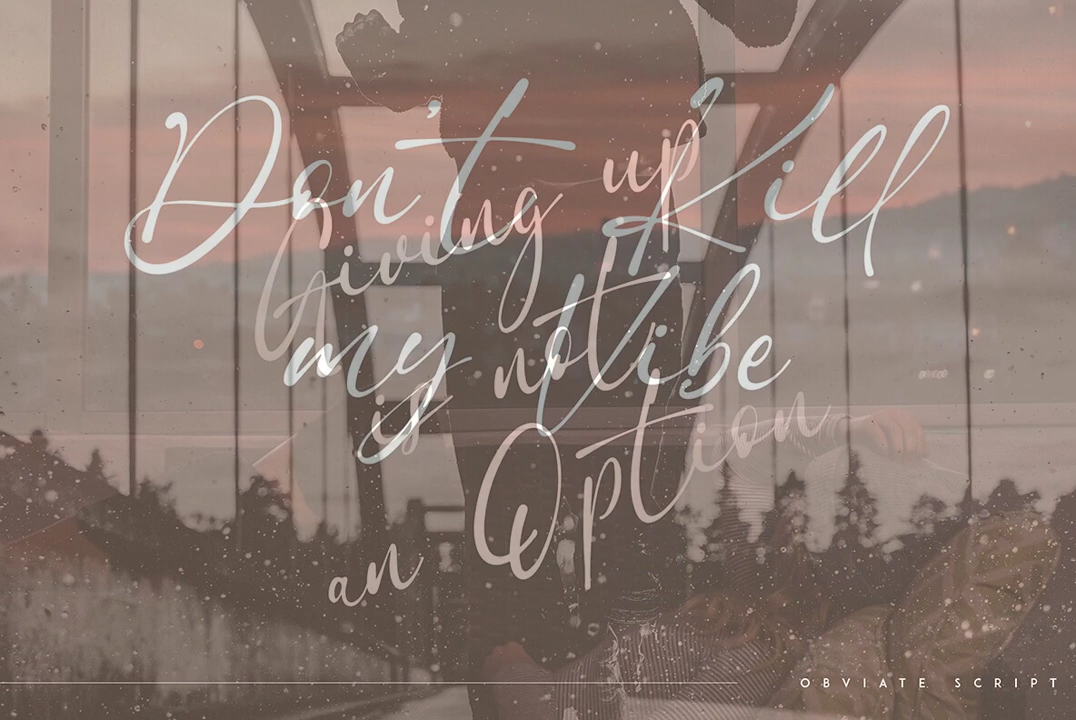 Don't Kill
my Vibe
Giving up
is not
an Option
OBVIATE SCRIPT